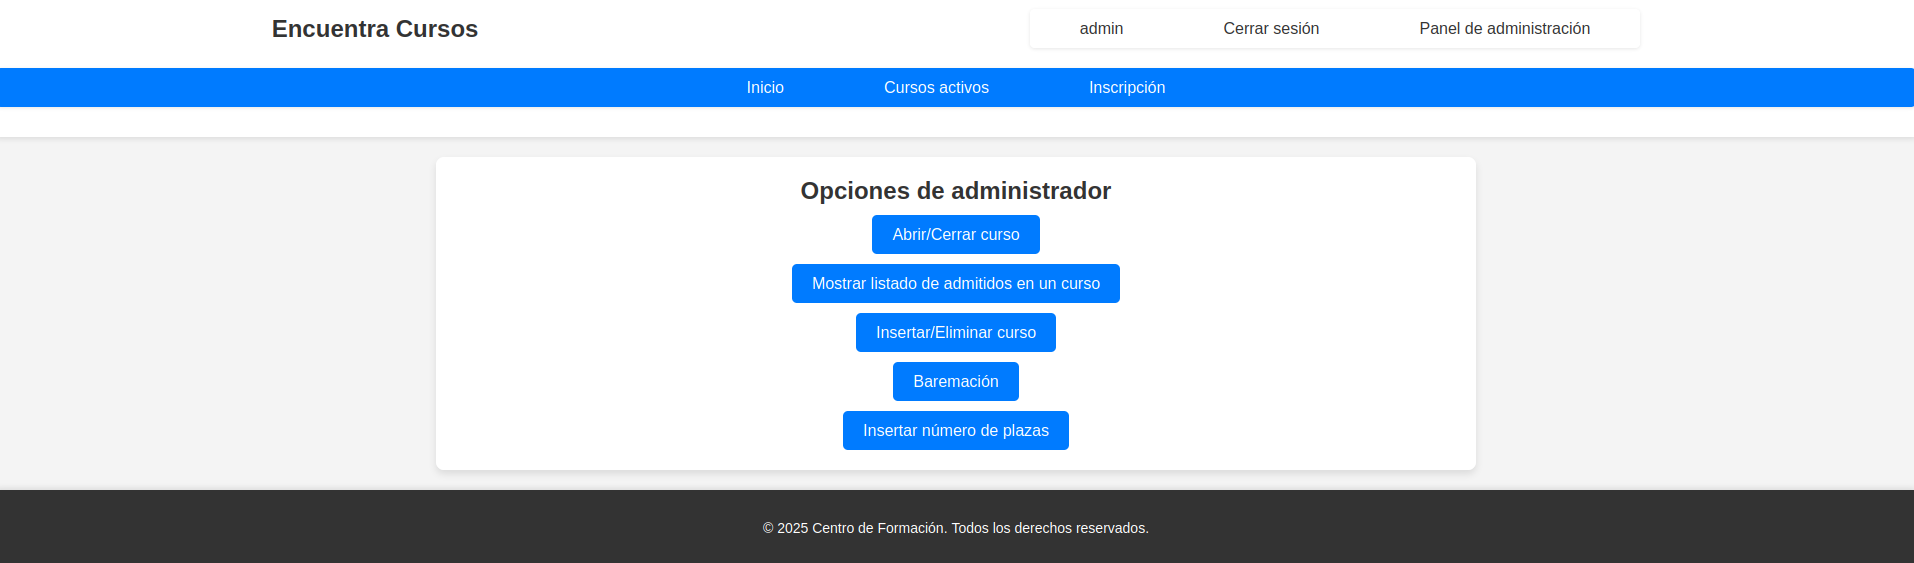 Encuentra Cursos
admin Cerrar sesión Panel de administración
Inicio Cursos activos Inscripción
Opciones de administrador
Abrir/Cerrar curso
Mostrar listado de admitidos en un curso
Insertar/Eliminar curso
Baremación
Insertar número de plazas
© 2025 Centro de Formación. Todos los derechos reservados.